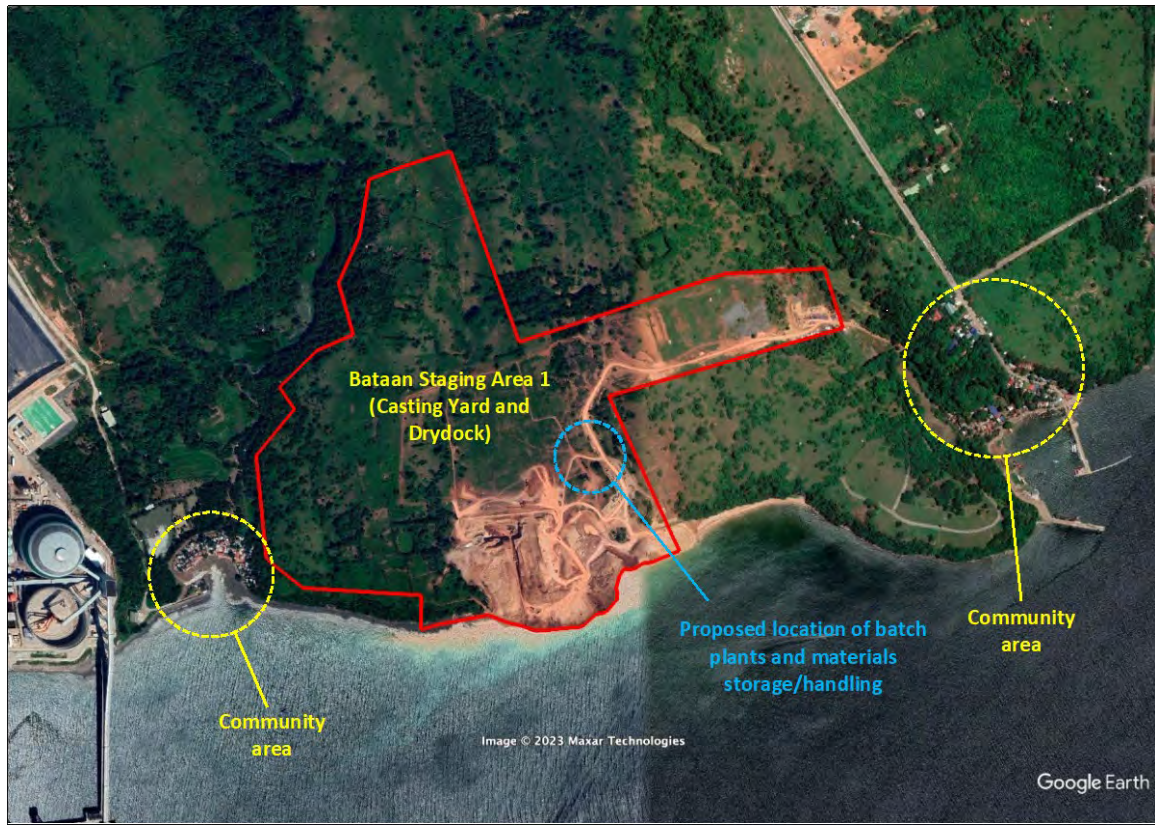 Bataan Staging Area 1
(Casting Yard and
Drydock)
Proposed location of batch
plants and materials
storage/handling
Community
area
Community
area
Image © 2023 Maxar Technologies
Google Earth